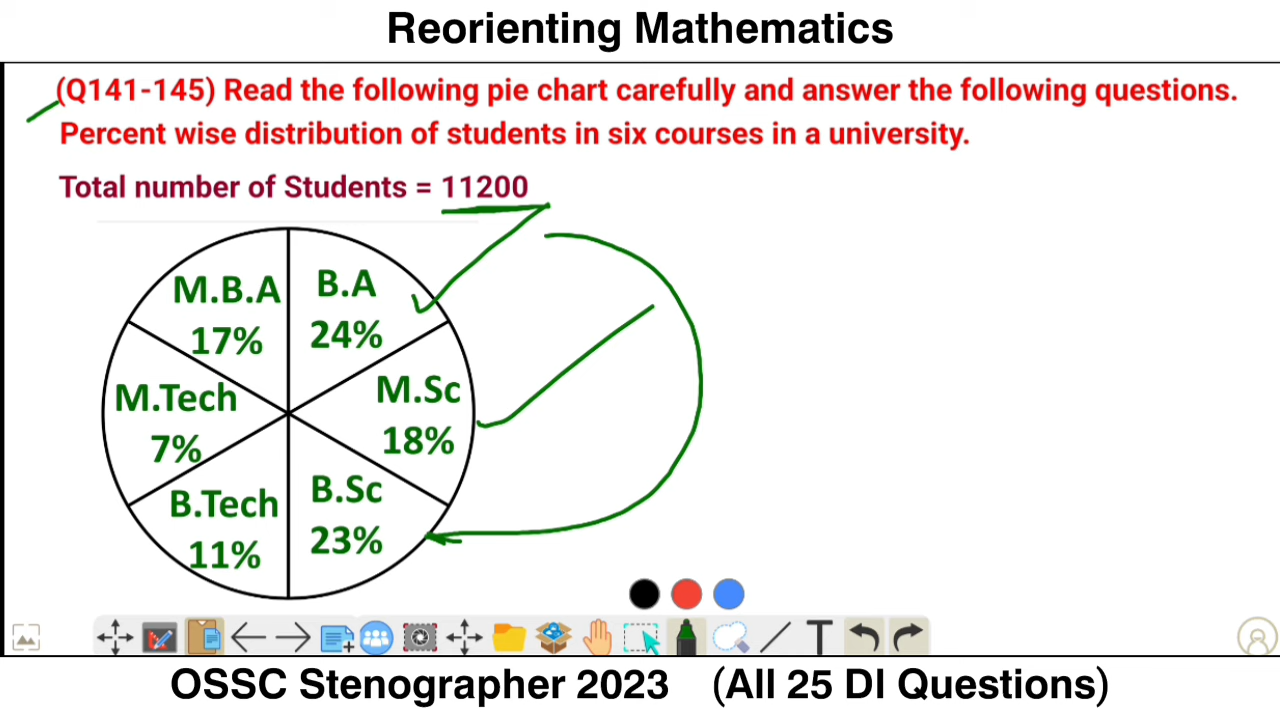 Reorienting Mathematics
(Q141-145) Read the following pie chart carefully and answer the following questions.
Percent wise distribution of students in six courses in a university.
Total number of Students = 11200
M.B.A
17%
B.A
24%
M.Tech
7%
M.Sc
18%
B.Tech
11%
B.Sc
23%
T
OSSC Stenographer 2023 (All 25 DI Questions)